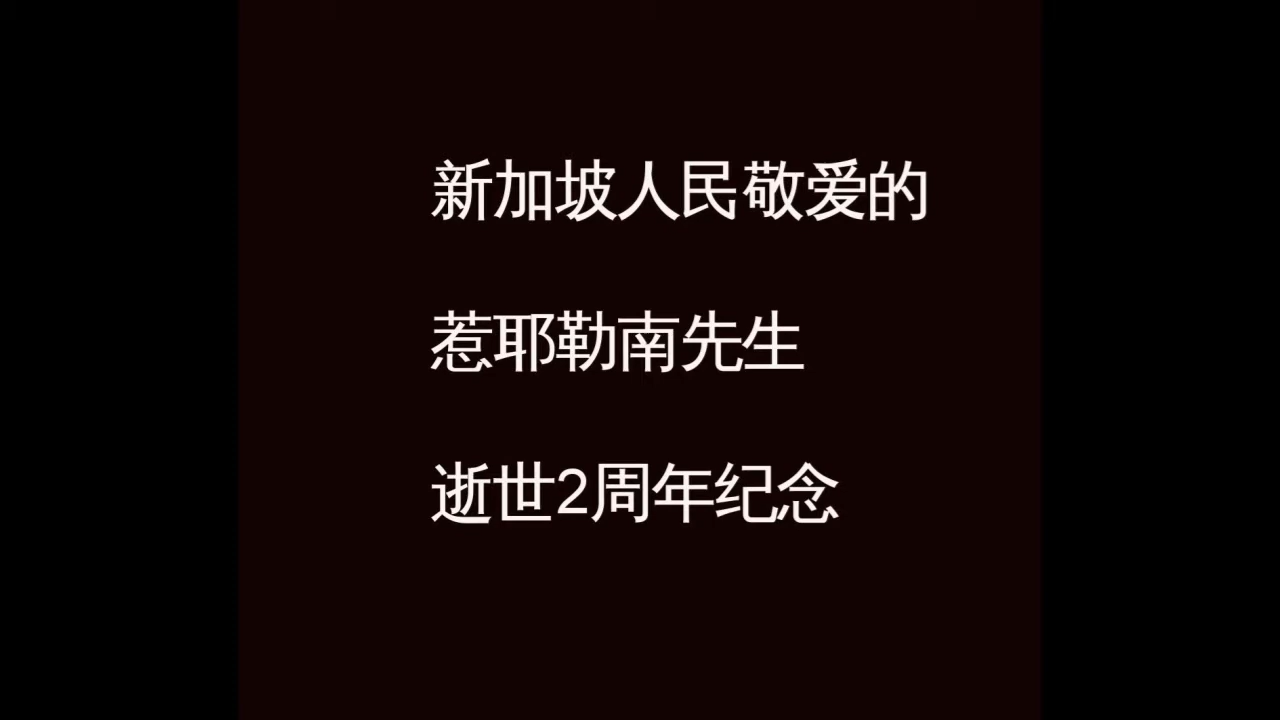 新加坡人民敬爱的
惹耶勒南先生
逝世2周年纪念